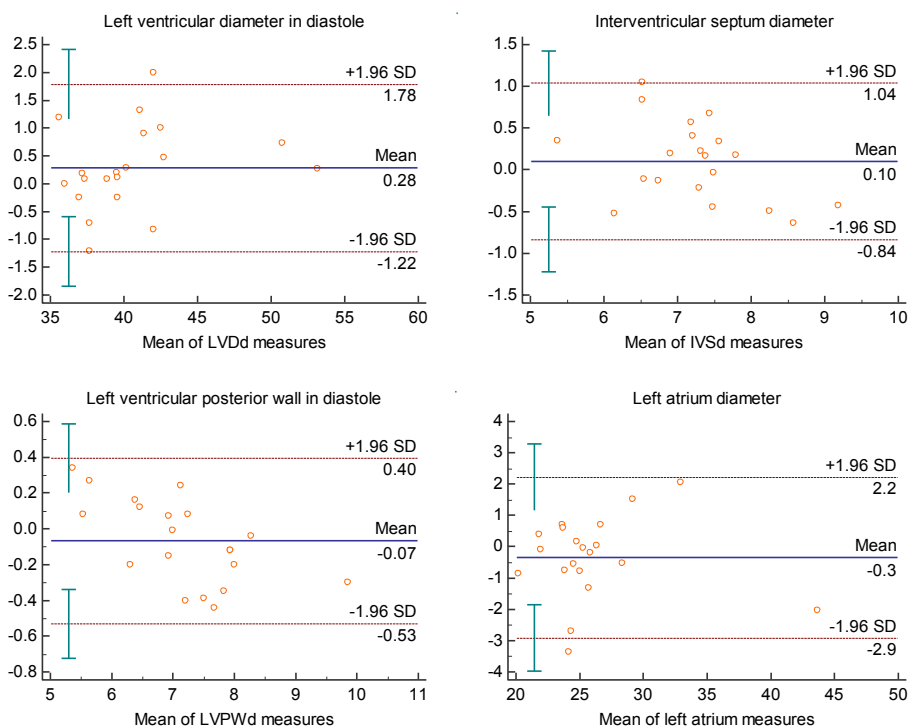 Left ventricular diameter in diastole
2.5
2.0
1.5
1.0
0.5
0.0
-0.5
-1.0
-1.5
-2.0
+1.96 SD
1.78
Mean
0.28
-1.96 SD
-1.22
35 40 45 50 55 60
Mean of LVDd measures
Interventricular septum diameter
1.5
1.0
0.5
0.0
-0.5
-1.0
-1.5
+1.96 SD
1.04
Mean
0.10
-1.96 SD
-0.84
5 6 7 8 9 10
Mean of IVSd measures
Left ventricular posterior wall in diastole
0.6
0.4
0.2
0.0
-0.2
-0.4
-0.6
-0.8
+1.96 SD
0.40
Mean
-0.07
-1.96 SD
-0.53
5 6 7 8 9 10 11
Mean of LVPWd measures
Left atrium diameter
4
3
2
1
0
-1
-2
-3
-4
+1.96 SD
2.2
Mean
-0.3
-1.96 SD
-2.9
20 25 30 35 40 45 50
Mean of left atrium measures